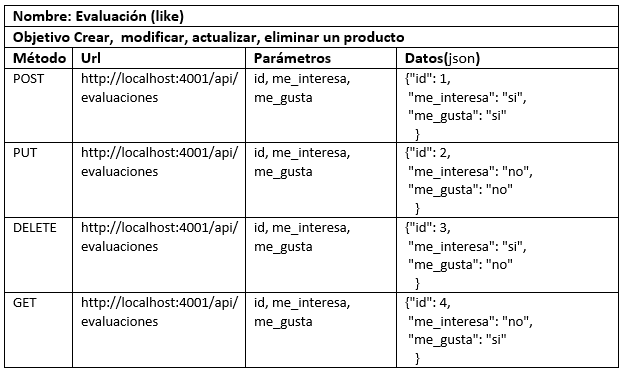 Nombre: Evaluación (like)
Objetivo Crear,  modificar, actualizar, eliminar un producto
Método Url Parámetros Datos(json)
POST http://localhost:4001/api/ id, me_interesa, {"id": 1,
evaluaciones me_gusta "me_interesa": "si",
"me_gusta": "si"
}
PUT http://localhost:4001/api/ id, me_interesa, {"id": 2,
evaluaciones me_gusta "me_interesa": "no",
"me_gusta": "no"
}
DELETE http://localhost:4001/api/ id, me_interesa, {"id": 3,
evaluaciones me_gusta "me_interesa": "si",
"me_gusta": "no"
}
GET http://localhost:4001/api/ id, me_interesa, {"id": 4,
evaluaciones me_gusta "me_interesa": "no",
"me_gusta": "si"
}